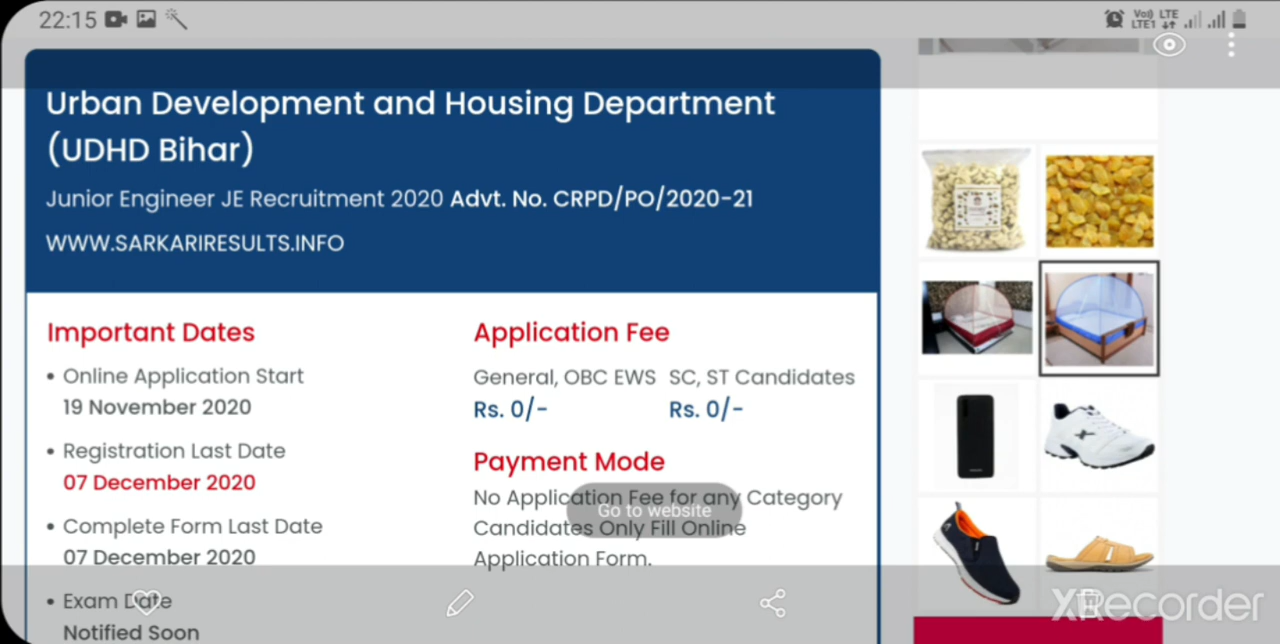 22:15
Vo)) LTE
LTE1
Urban Development and Housing Department
(UDHD Bihar)
Junior Engineer JE Recruitment 2020 Advt. No. CRPD/PO/2020-21
WWW.SARKARIRESULTS.INFO
Important Dates
• Online Application Start
19 November 2020
• Registration Last Date
07 December 2020
• Complete Form Last Date
07 December 2020
• Exam Date
Notified Soon
Application Fee
General, OBC EWS SC, ST Candidates
Rs. 0/- Rs. 0/-
Payment Mode
No Application Fee for any Category
Go to website
Candidates Only Fill Online
Application Form.
XRecorder